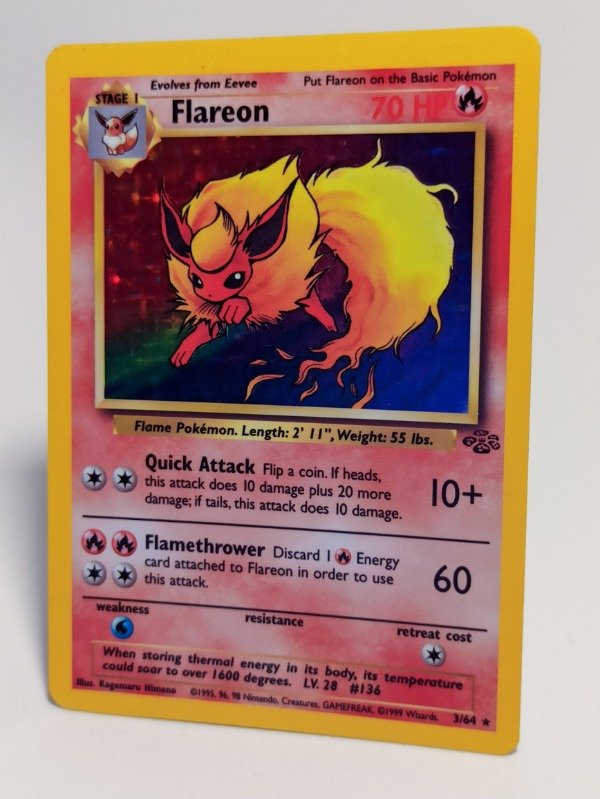 Evolves from Eevee
Put Flareon on the Basic Pokémon
STAGE 1
Flareon
70 HP
Flame Pokémon. Length: 2' 11", Weight: 55 lbs.
Quick Attack Flip a coin. If heads,
this attack does 10 damage plus 20 more
damage; if tails, this attack does 10 damage.
10+
Flamethrower Discard 1 Energy
card attached to Flareon in order to use
this attack.
60
weakness
resistance
retreat cost
When storing thermal energy in its body, its temperature
could soar to over 1600 degrees. LV. 28 #136
Illus. Kagemaru Himeno ©1995, 96, 98 Nintendo, Creatures, GAMEFREAK. ©1999 Wizards. 3/64 ★